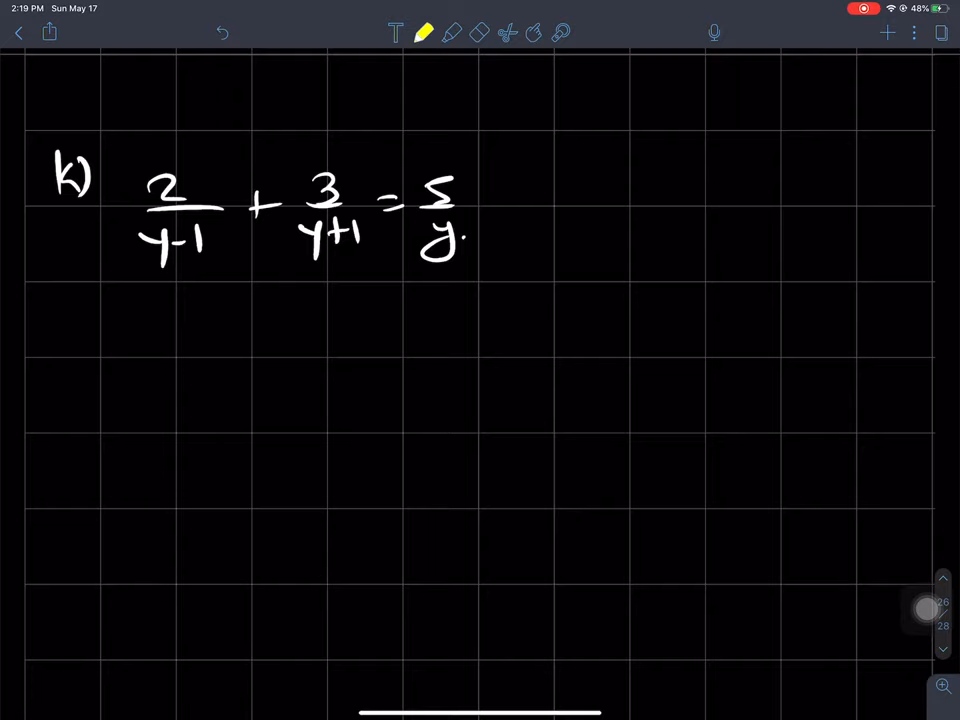 2:19 PM Sun May 17
48%
T
k) 2/(y-1) + 3/(y+1) = 5/y.
26
/
28